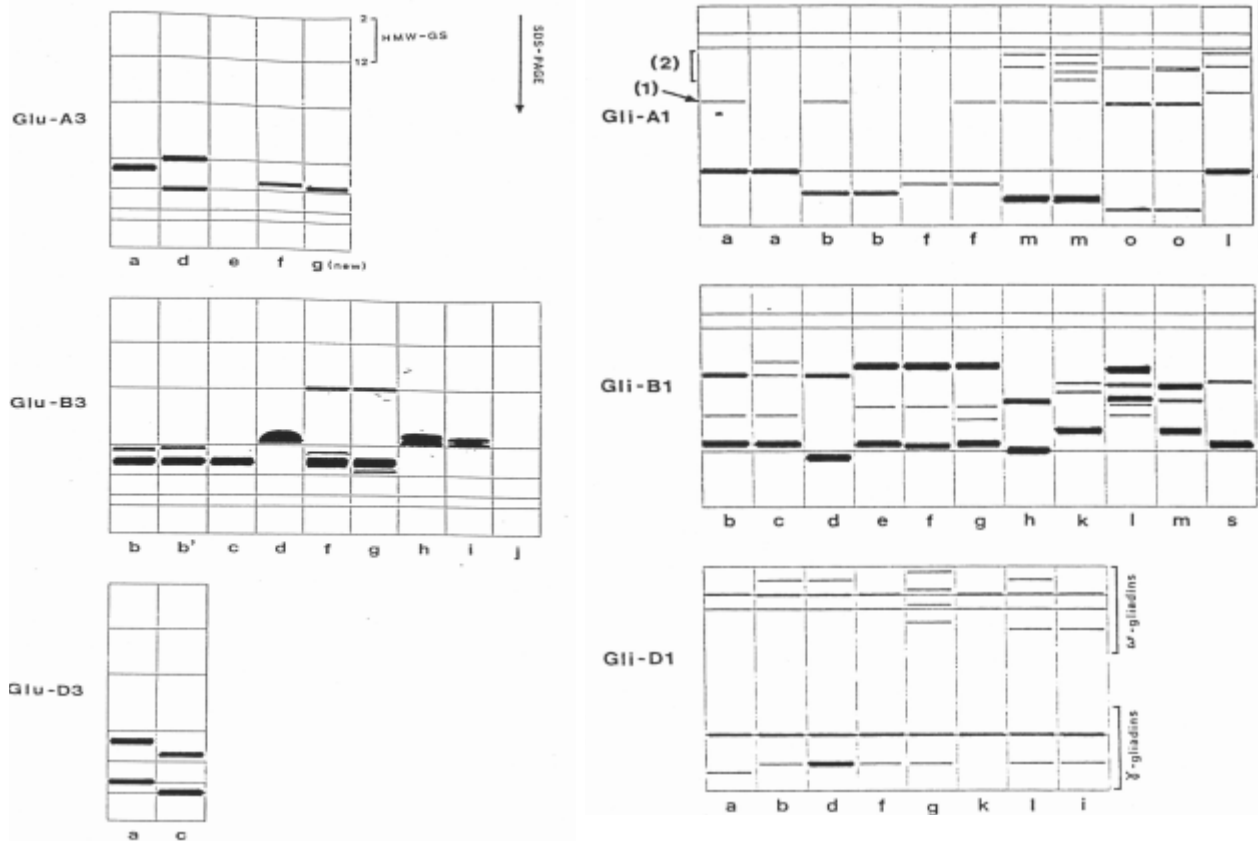 2
HMW-GS
12
SDS-PAGE
Glu-A3
a d e f g (new)
Glu-B3
b b' c d f g h i j
Glu-D3
a c
(2)
(1)
Gli-A1
a a b b f f m m o o l
Gli-B1
b c d e f g h k l m s
Gli-D1
ω-gliadins
γ-gliadins
a b d f g k l i